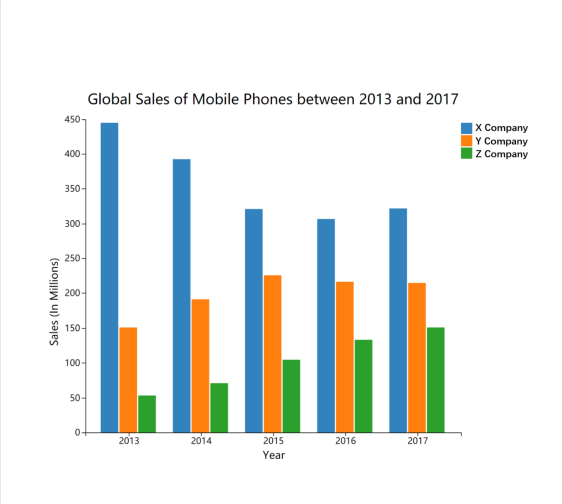 Global Sales of Mobile Phones between 2013 and 2017
X Company
Y Company
Z Company
Sales (In Millions)
450
400
350
300
250
200
150
100
50
0
2013 2014 2015 2016 2017
Year